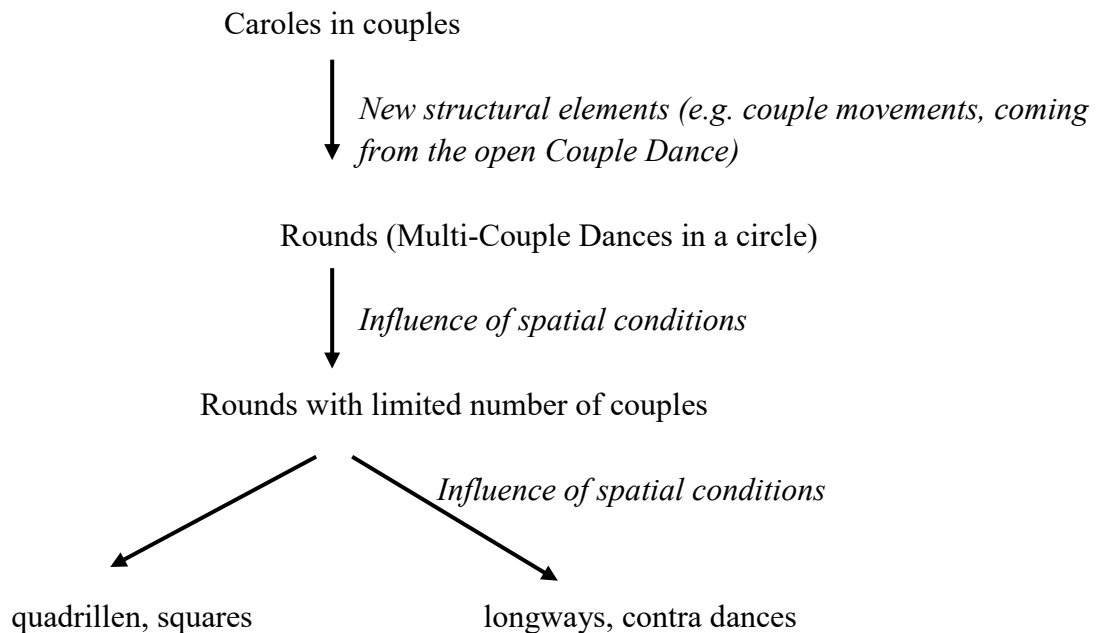 Caroles in couples
New structural elements (e.g. couple movements, coming
from the open Couple Dance)
Rounds (Multi-Couple Dances in a circle)
Influence of spatial conditions
Rounds with limited number of couples
Influence of spatial conditions
quadrillen, squares
longways, contra dances